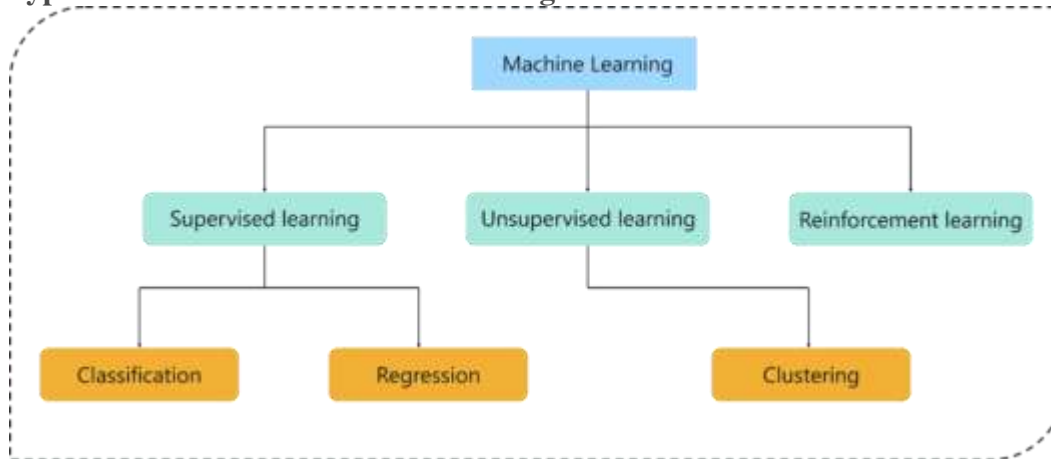 Machine Learning
Supervised learning
Unsupervised learning
Reinforcement learning
Classification
Regression
Clustering